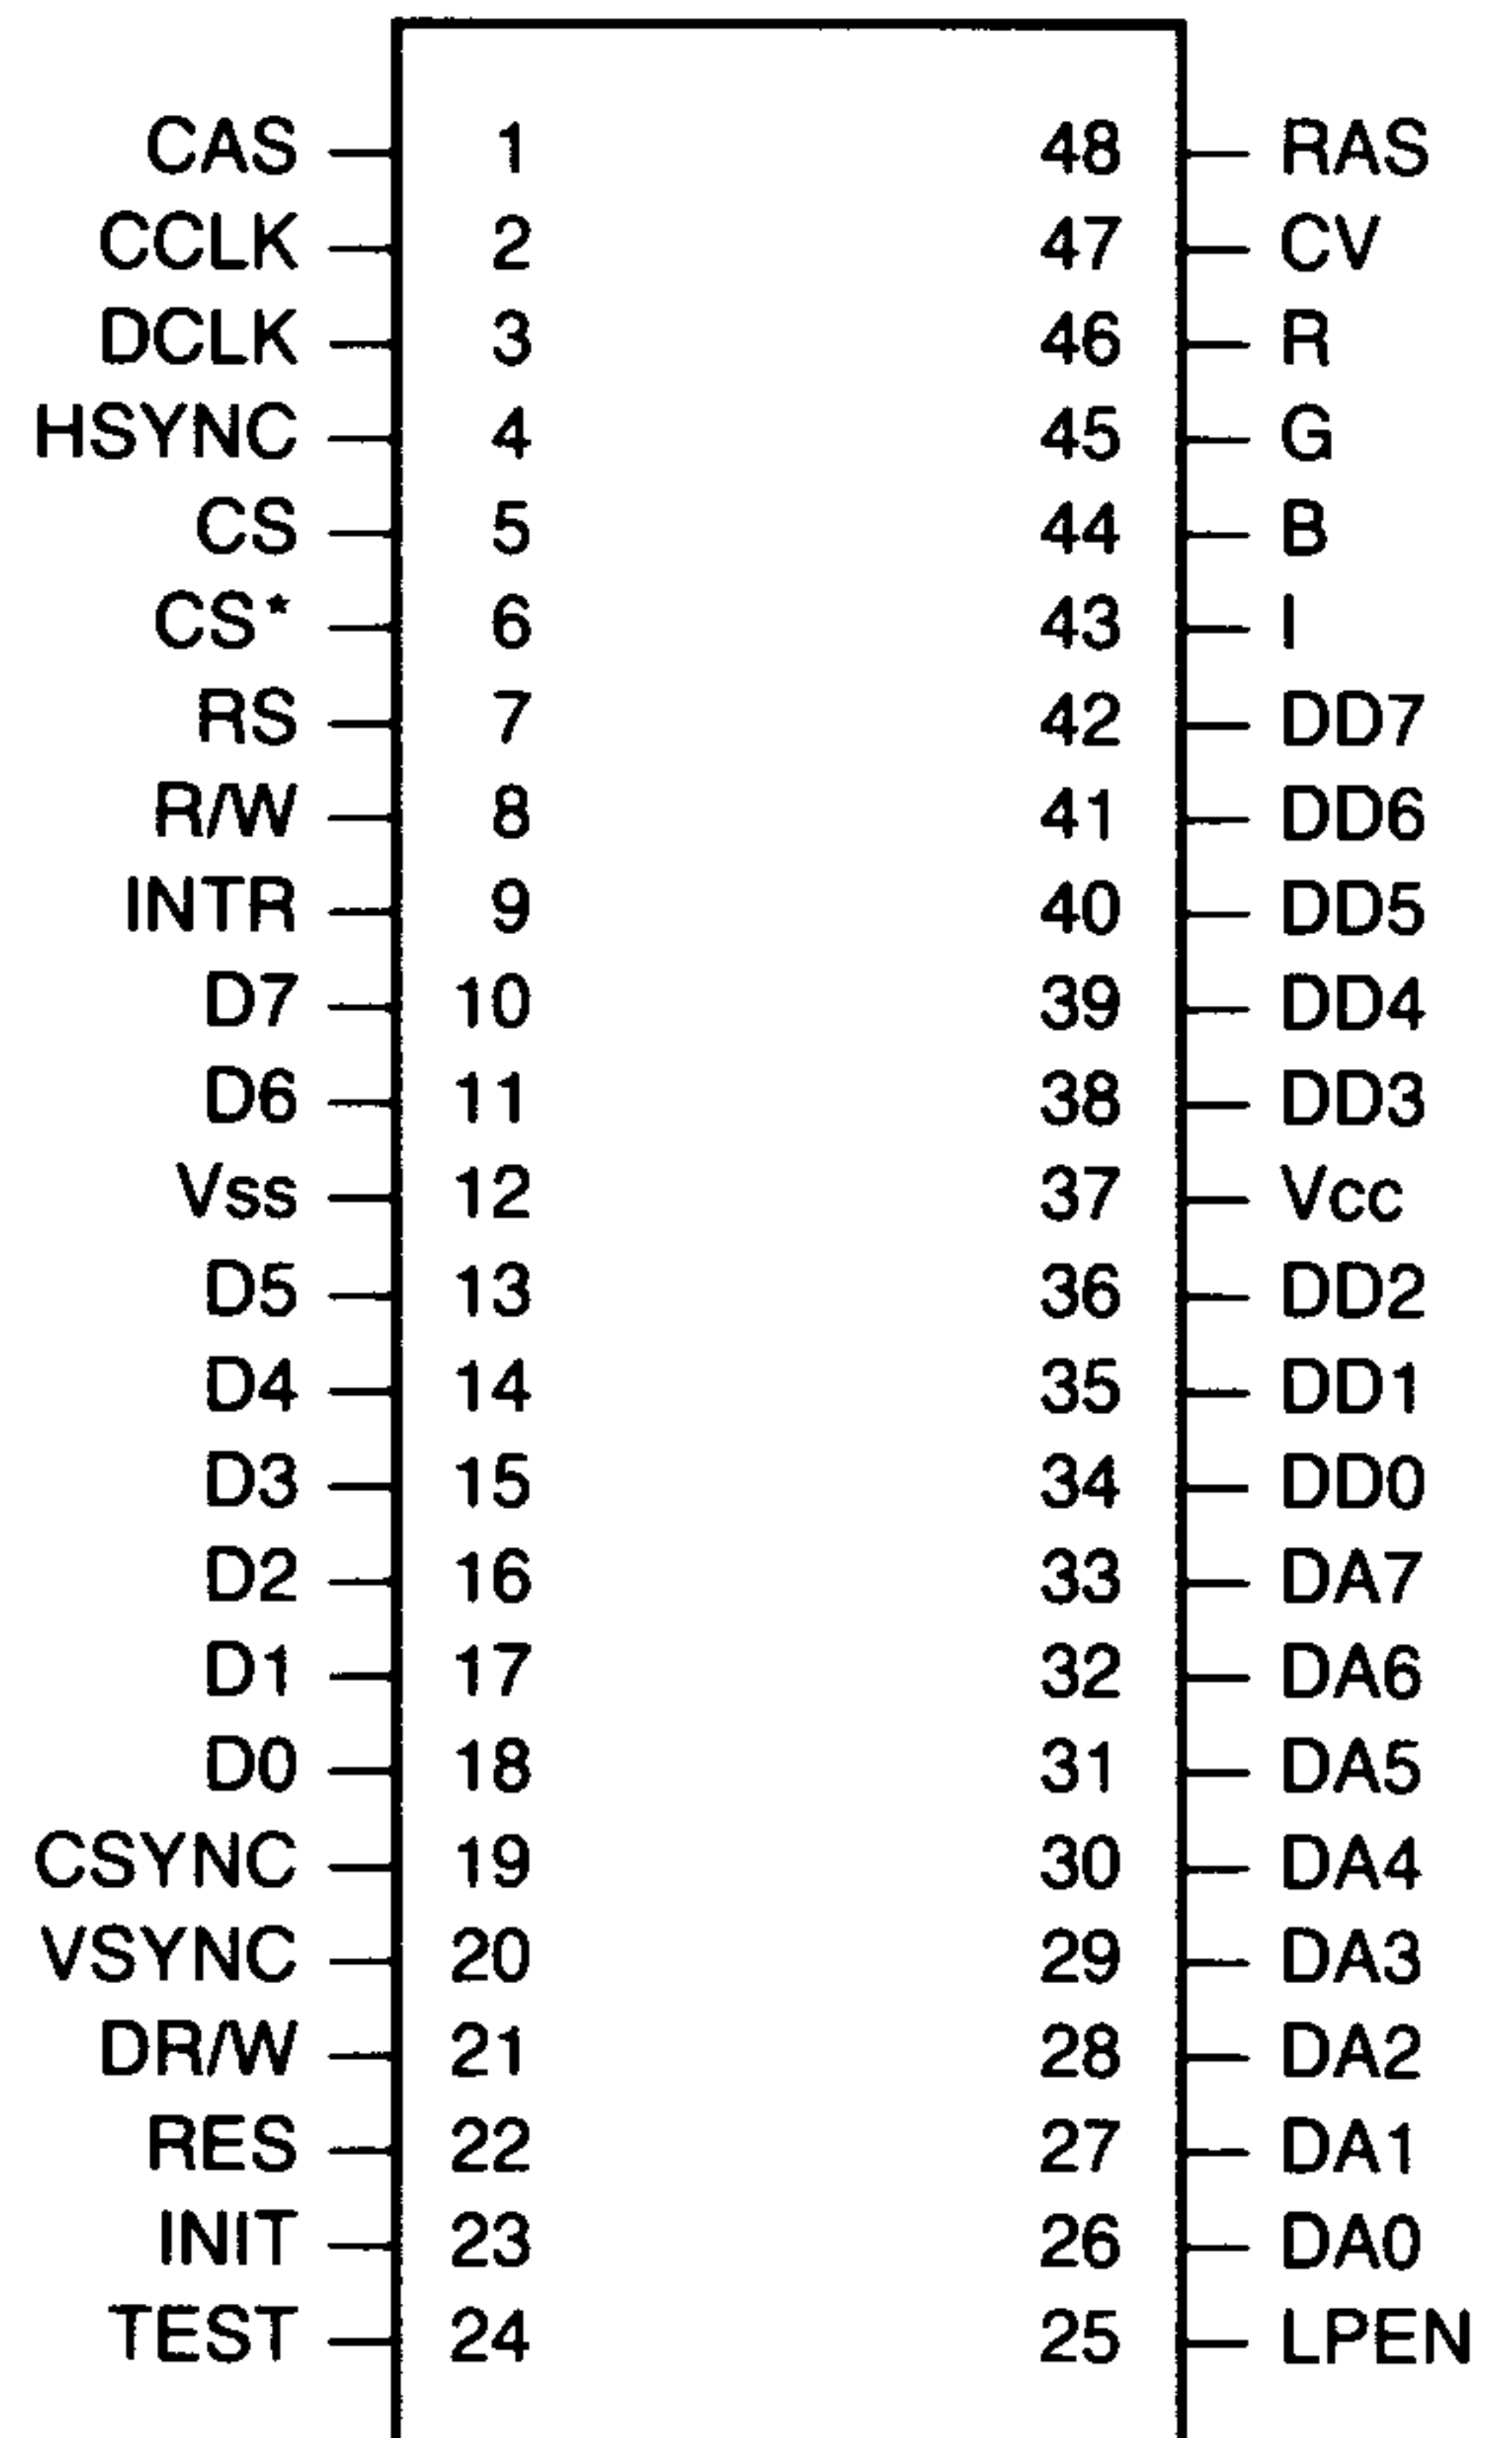 CAS 1 48 RAS
CCLK 2 47 CV
DCLK 3 46 R
HSYNC 4 45 G
CS 5 44 B
CS* 6 43 I
RS 7 42 DD7
R/W 8 41 DD6
INTR 9 40 DD5
D7 10 39 DD4
D6 11 38 DD3
Vss 12 37 Vcc
D5 13 36 DD2
D4 14 35 DD1
D3 15 34 DD0
D2 16 33 DA7
D1 17 32 DA6
D0 18 31 DA5
CSYNC 19 30 DA4
VSYNC 20 29 DA3
DR/W 21 28 DA2
RES 22 27 DA1
INIT 23 26 DA0
TEST 24 25 LPEN